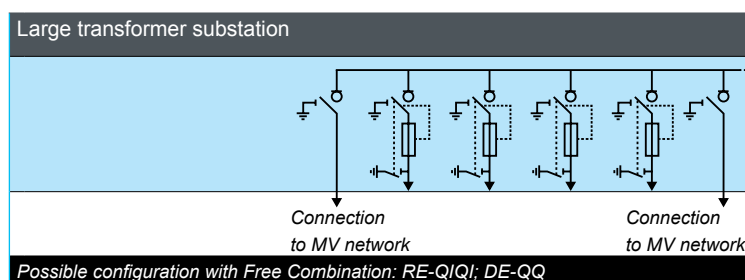 Large transformer substation
Connection
to MV network
Connection
to MV network
Possible configuration with Free Combination: RE-QIQI; DE-QQ